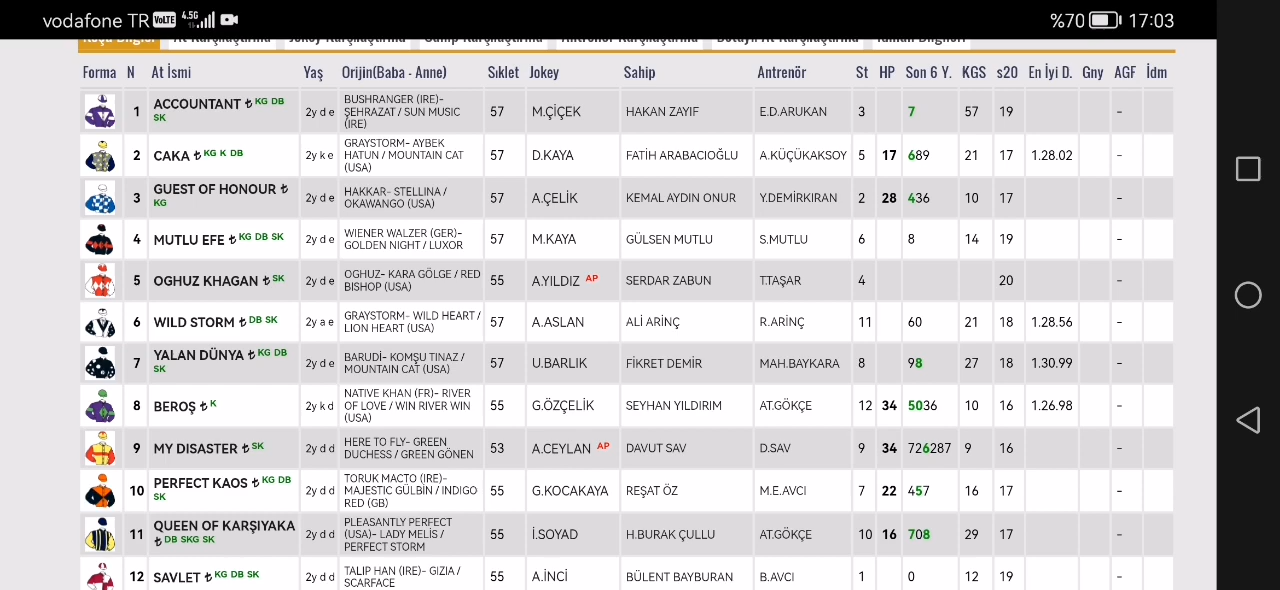 vodafone TR VoLTE 4.5G %70 17:03
Koşu Bilgileri At Karşılaştırma Jokey Karşılaştırma Sahip Karşılaştırma Antrenör Karşılaştırma Detaylı At Karşılaştırma
Forma N At İsmi Yaş Orijin(Baba - Anne) Sıklet Jokey Sahip Antrenör St HP Son 6 Y. KGS s20 En İyi D. Gny AGF İdm
1 ACCOUNTANT ₺ KG DB SK 2y d e BUSHRANGER (IRE)- ŞEHRAZAT / SUN MUSIC (IRE) 57 M.ÇİÇEK HAKAN ZAYIF E.D.ARUKAN 3 7 57 19 -
2 CAKA ₺ KG K DB 2y k e GRAYSTORM- AYBEK HATUN / MOUNTAIN CAT (USA) 57 D.KAYA FATİH ARABACIOĞLU A.KÜÇÜKAKSOY 5 17 689 21 17 1.28.02 -
3 GUEST OF HONOUR ₺ KG 2y d e HAKKAR- STELLINA / OKAWANGO (USA) 57 A.ÇELİK KEMAL AYDIN ONUR Y.DEMİRKIRAN 2 28 436 10 17 -
4 MUTLU EFE ₺ KG DB SK 2y d e WIENER WALZER (GER)- GOLDEN NIGHT / LUXOR 57 M.KAYA GÜLSEN MUTLU S.MUTLU 6 8 14 19 -
5 OGHUZ KHAGAN ₺ SK 2y d e OGHUZ- KARA GÖLGE / RED BISHOP (USA) 55 A.YILDIZ AP SERDAR ZABUN T.TAŞAR 4 20 -
6 WILD STORM ₺ DB SK 2y a e GRAYSTORM- WILD HEART / LION HEART (USA) 57 A.ASLAN ALİ ARİNÇ R.ARİNÇ 11 60 21 18 1.28.56 -
7 YALAN DÜNYA ₺ KG DB SK 2y d e BARUDİ- KOMŞU TINAZ / MOUNTAIN CAT (USA) 57 U.BARLIK FİKRET DEMİR MAH.BAYKARA 8 98 27 18 1.30.99 -
8 BEROŞ ₺ K 2y k d NATIVE KHAN (FR)- RIVER OF LOVE / WIN RIVER WIN (USA) 55 G.ÖZÇELİK SEYHAN YILDIRIM AT.GÖKÇE 12 34 5036 10 16 1.26.98 -
9 MY DISASTER ₺ SK 2y d d HERE TO FLY- GREEN DUCHESS / GREEN GÖNEN 53 A.CEYLAN AP DAVUT SAV D.SAV 9 34 726287 9 16 -
10 PERFECT KAOS ₺ KG DB SK 2y d d TORUK MACTO (IRE)- MAJESTIC GÜLBİN / INDIGO RED (GB) 55 G.KOCAKAYA REŞAT ÖZ M.E.AVCI 7 22 457 16 17 -
11 QUEEN OF KARŞIYAKA ₺ DB SKG SK 2y d d PLEASANTLY PERFECT (USA)- LADY MELİS / PERFECT STORM 55 İ.SOYAD H.BURAK ÇULLU AT.GÖKÇE 10 16 708 29 17 -
12 SAVLET ₺ KG DB SK 2y d d TALIP HAN (IRE)- GIZIA / SCARFACE 55 A.İNCİ BÜLENT BAYBURAN B.AVCI 1 0 12 19 -